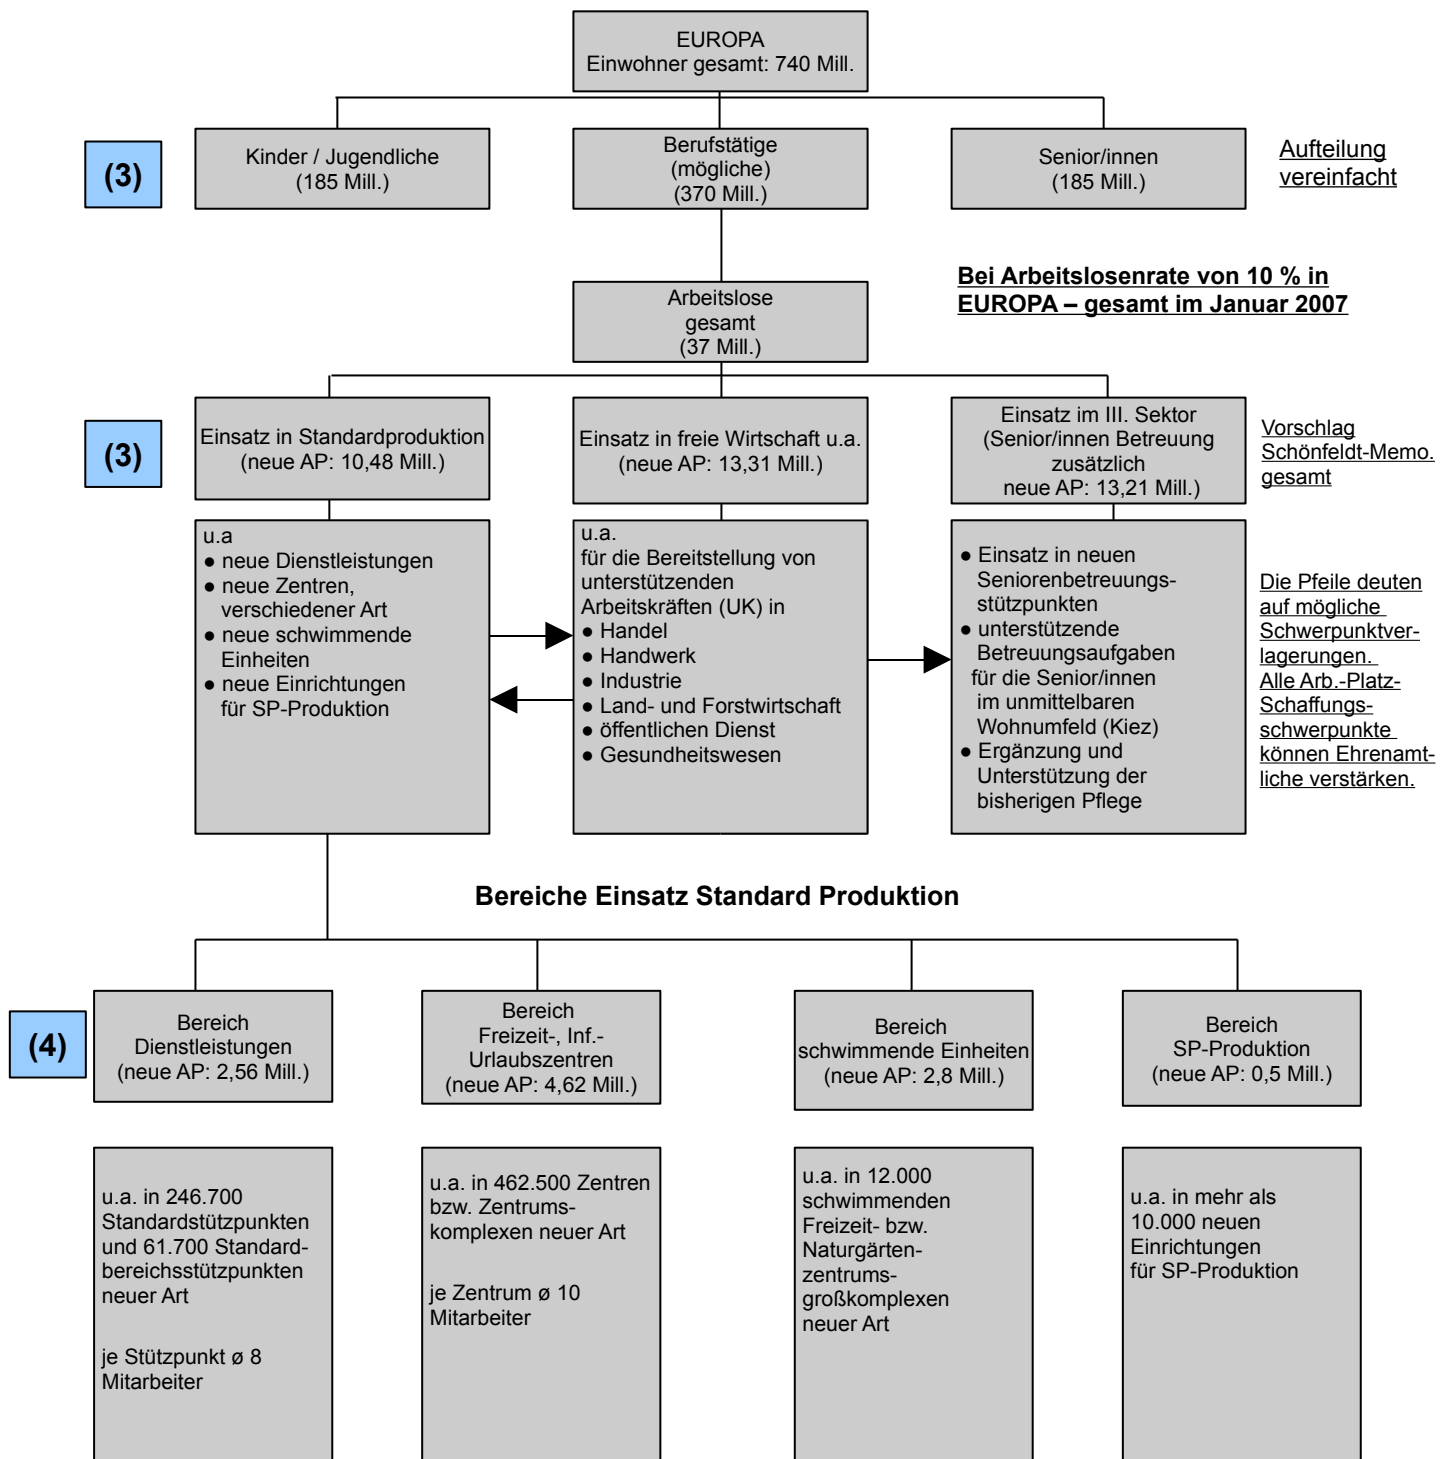 EUROPA
Einwohner gesamt: 740 Mill.
(3)
Kinder / Jugendliche
(185 Mill.)
Berufstätige
(mögliche)
(370 Mill.)
Senior/innen
(185 Mill.)
Aufteilung
vereinfacht
Bei Arbeitslosenrate von 10 % in
EUROPA – gesamt im Januar 2007
Arbeitslose
gesamt
(37 Mill.)
(3)
Einsatz in Standardproduktion
(neue AP: 10,48 Mill.)
Einsatz in freie Wirtschaft u.a.
(neue AP: 13,31 Mill.)
Einsatz im III. Sektor
(Senior/innen Betreuung
zusätzlich
neue AP: 13,21 Mill.)
Vorschlag
Schönfeldt-Memo.
gesamt
u.a
● neue Dienstleistungen
● neue Zentren,
verschiedener Art
● neue schwimmende
Einheiten
● neue Einrichtungen
für SP-Produktion
u.a.
für die Bereitstellung von
unterstützenden
Arbeitskräften (UK) in
● Handel
● Handwerk
● Industrie
● Land- und Forstwirtschaft
● öffentlichen Dienst
● Gesundheitswesen
● Einsatz in neuen
Seniorenbetreuungs-
stützpunkten
● unterstützende
Betreuungsaufgaben
für die Senior/innen
im unmittelbaren
Wohnumfeld (Kiez)
● Ergänzung und
Unterstützung der
bisherigen Pflege
Die Pfeile deuten
auf mögliche
Schwerpunktver-
lagerungen.
Alle Arb.-Platz-
Schaffungs-
schwerpunkte
können Ehrenamt-
liche verstärken.
Bereiche Einsatz Standard Produktion
(4)
Bereich
Dienstleistungen
(neue AP: 2,56 Mill.)
Bereich
Freizeit-, Inf.-
Urlaubszentren
(neue AP: 4,62 Mill.)
Bereich
schwimmende Einheiten
(neue AP: 2,8 Mill.)
Bereich
SP-Produktion
(neue AP: 0,5 Mill.)
u.a. in 246.700
Standardstützpunkten
und 61.700 Standard-
bereichsstützpunkten
neuer Art
je Stützpunkt ø 8
Mitarbeiter
u.a. in 462.500 Zentren
bzw. Zentrums-
komplexen neuer Art
je Zentrum ø 10
Mitarbeiter
u.a. in 12.000
schwimmenden
Freizeit- bzw.
Naturgärten-
zentrums-
großkomplexen
neuer Art
u.a. in mehr als
10.000 neuen
Einrichtungen
für SP-Produktion